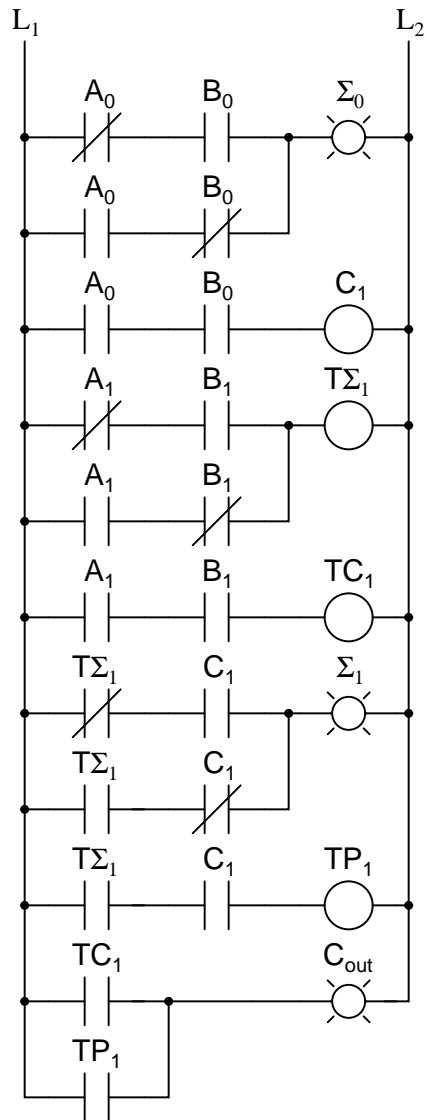 L₁ L₂
A₀ B₀ Σ₀
A₀ B₀
A₀ B₀ C₁
A₁ B₁ TΣ₁
A₁ B₁
A₁ B₁ TC₁
TΣ₁ C₁ Σ₁
TΣ₁ C₁
TΣ₁ C₁ TP₁
TC₁ Cout
TP₁